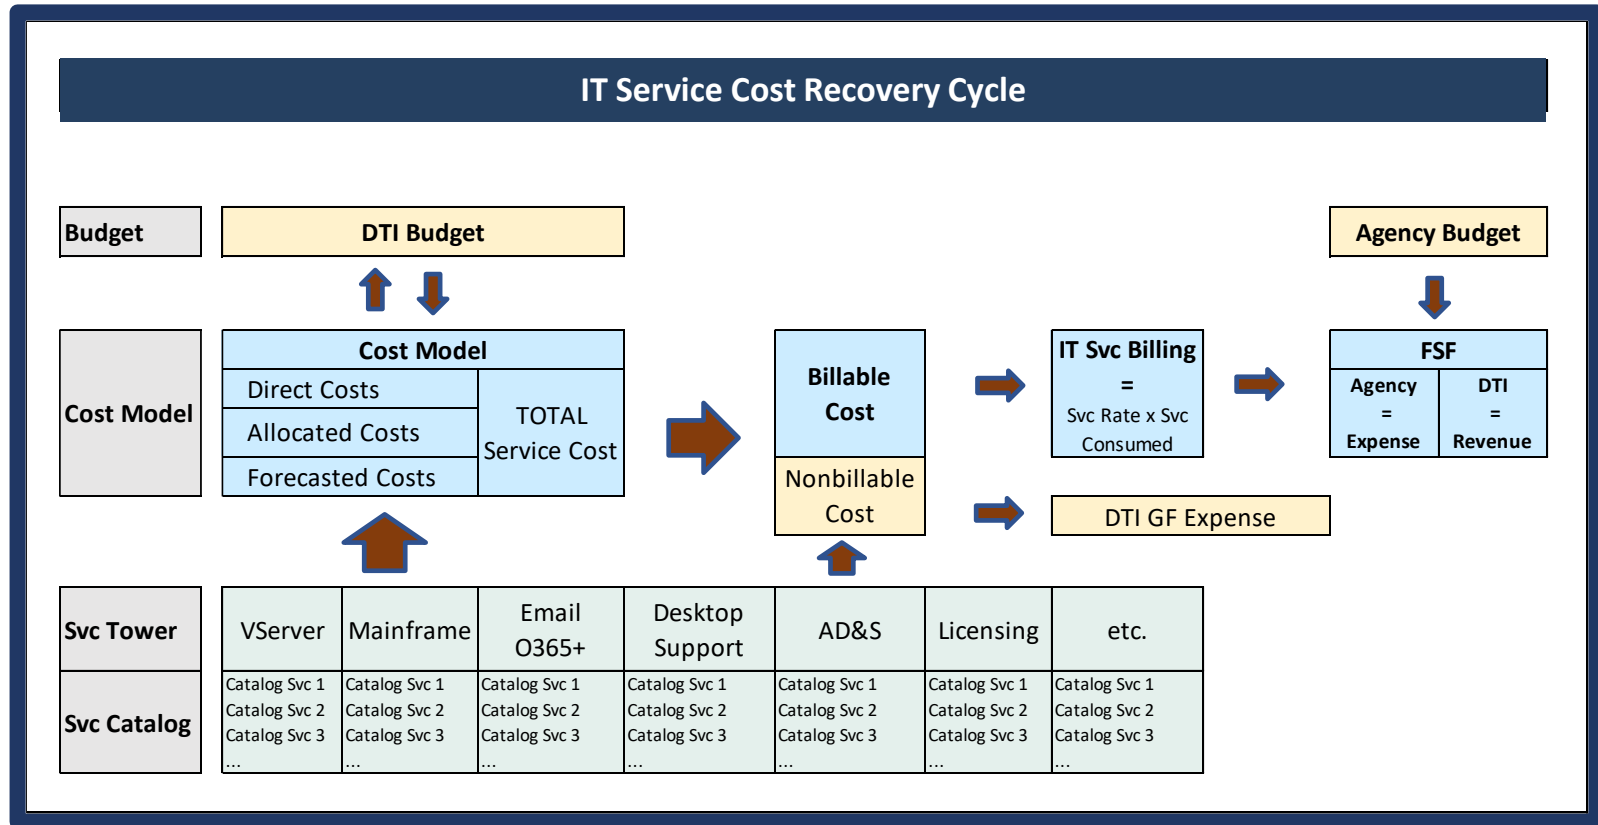 IT Service Cost Recovery Cycle
Budget
DTI Budget
Agency Budget
Cost Model
Cost Model
Direct Costs
Allocated Costs
Forecasted Costs
TOTAL
Service Cost
Billable
Cost
Nonbillable
Cost
IT Svc Billing
=
Svc Rate x Svc
Consumed
FSF
Agency
=
Expense
DTI
=
Revenue
DTI GF Expense
Svc Tower
VServer
Mainframe
Email
O365+
Desktop
Support
AD&S
Licensing
etc.
Svc Catalog
Catalog Svc 1
Catalog Svc 2
Catalog Svc 3
...
Catalog Svc 1
Catalog Svc 2
Catalog Svc 3
...
Catalog Svc 1
Catalog Svc 2
Catalog Svc 3
...
Catalog Svc 1
Catalog Svc 2
Catalog Svc 3
...
Catalog Svc 1
Catalog Svc 2
Catalog Svc 3
...
Catalog Svc 1
Catalog Svc 2
Catalog Svc 3
...
Catalog Svc 1
Catalog Svc 2
Catalog Svc 3
...